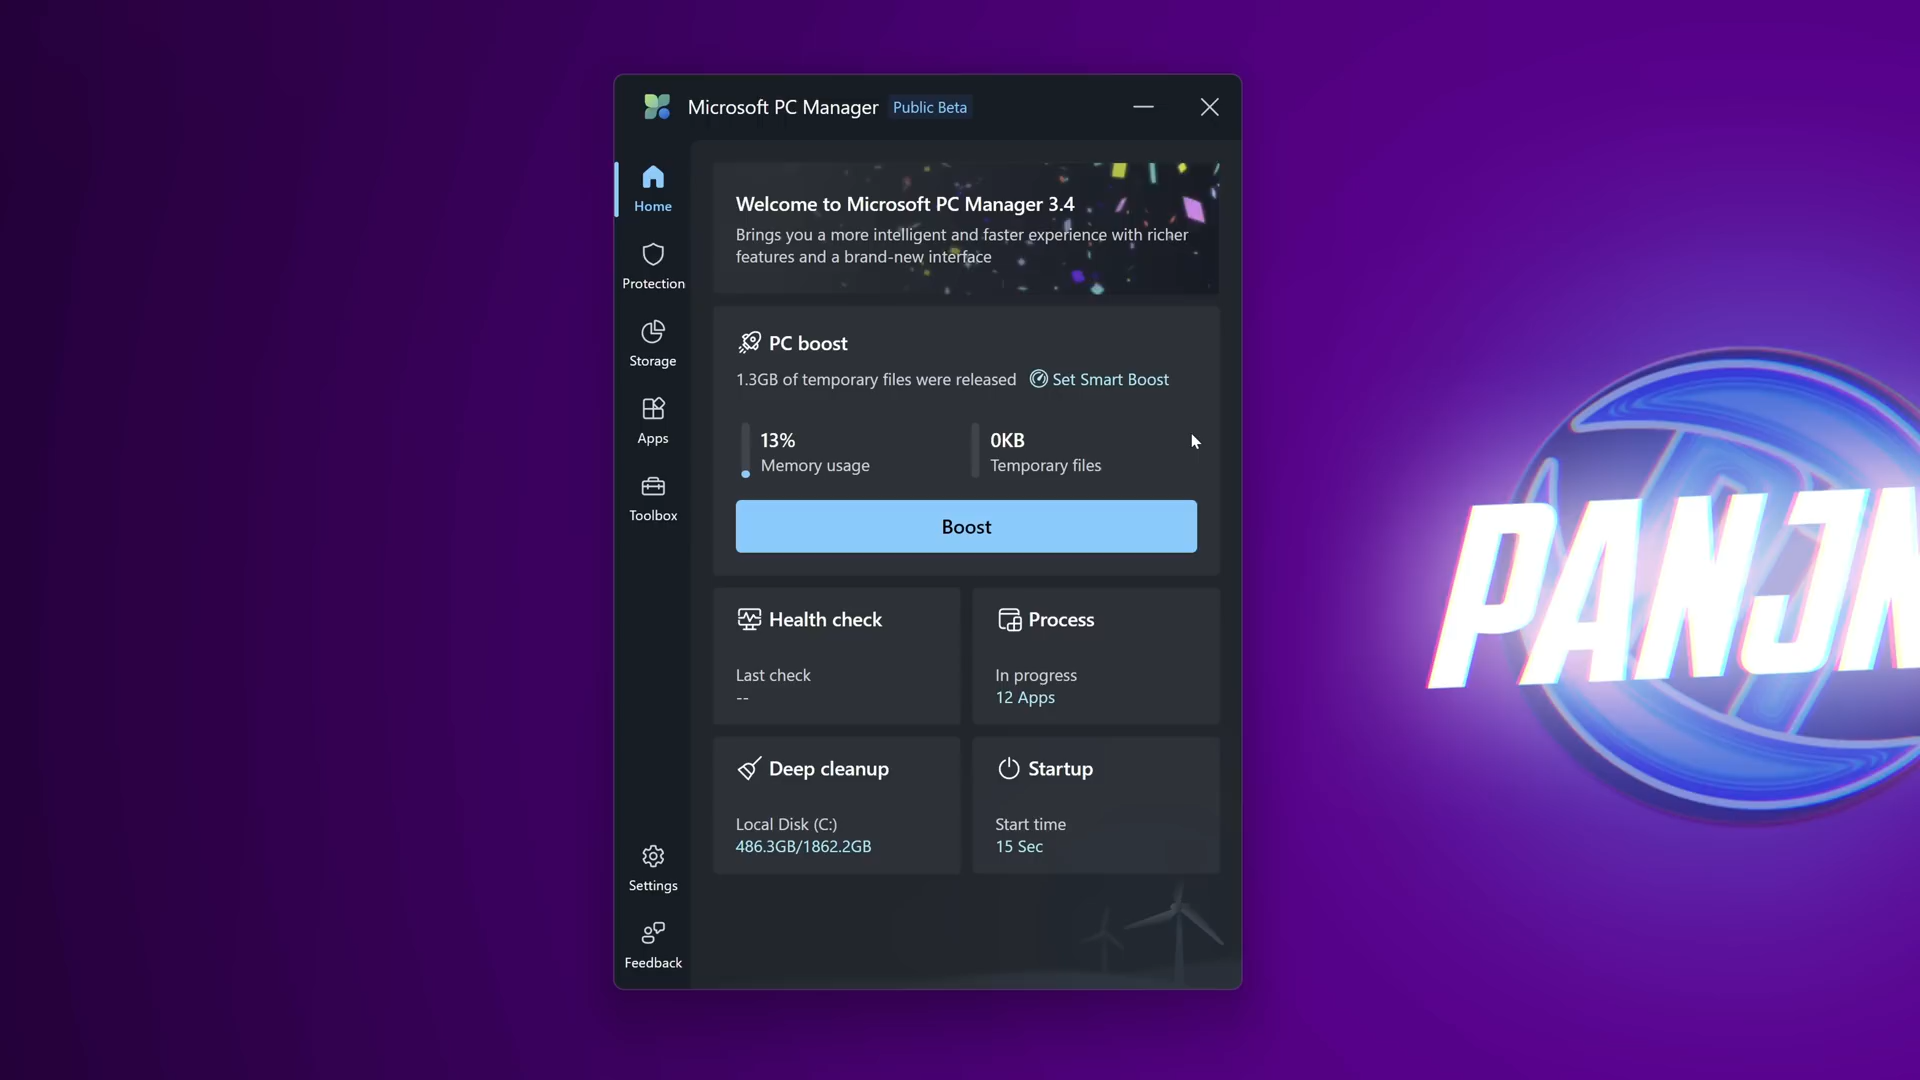 Microsoft PC Manager Public Beta
Home
Protection
Storage
Apps
Toolbox
Settings
Feedback
Welcome to Microsoft PC Manager 3.4
Brings you a more intelligent and faster experience with richer
features and a brand-new interface
PC boost
1.3GB of temporary files were released Set Smart Boost
13%
Memory usage
0KB
Temporary files
Boost
Health check
Last check
--
Process
In progress
12 Apps
Deep cleanup
Local Disk (C:)
486.3GB/1862.2GB
Startup
Start time
15 Sec
PANJN